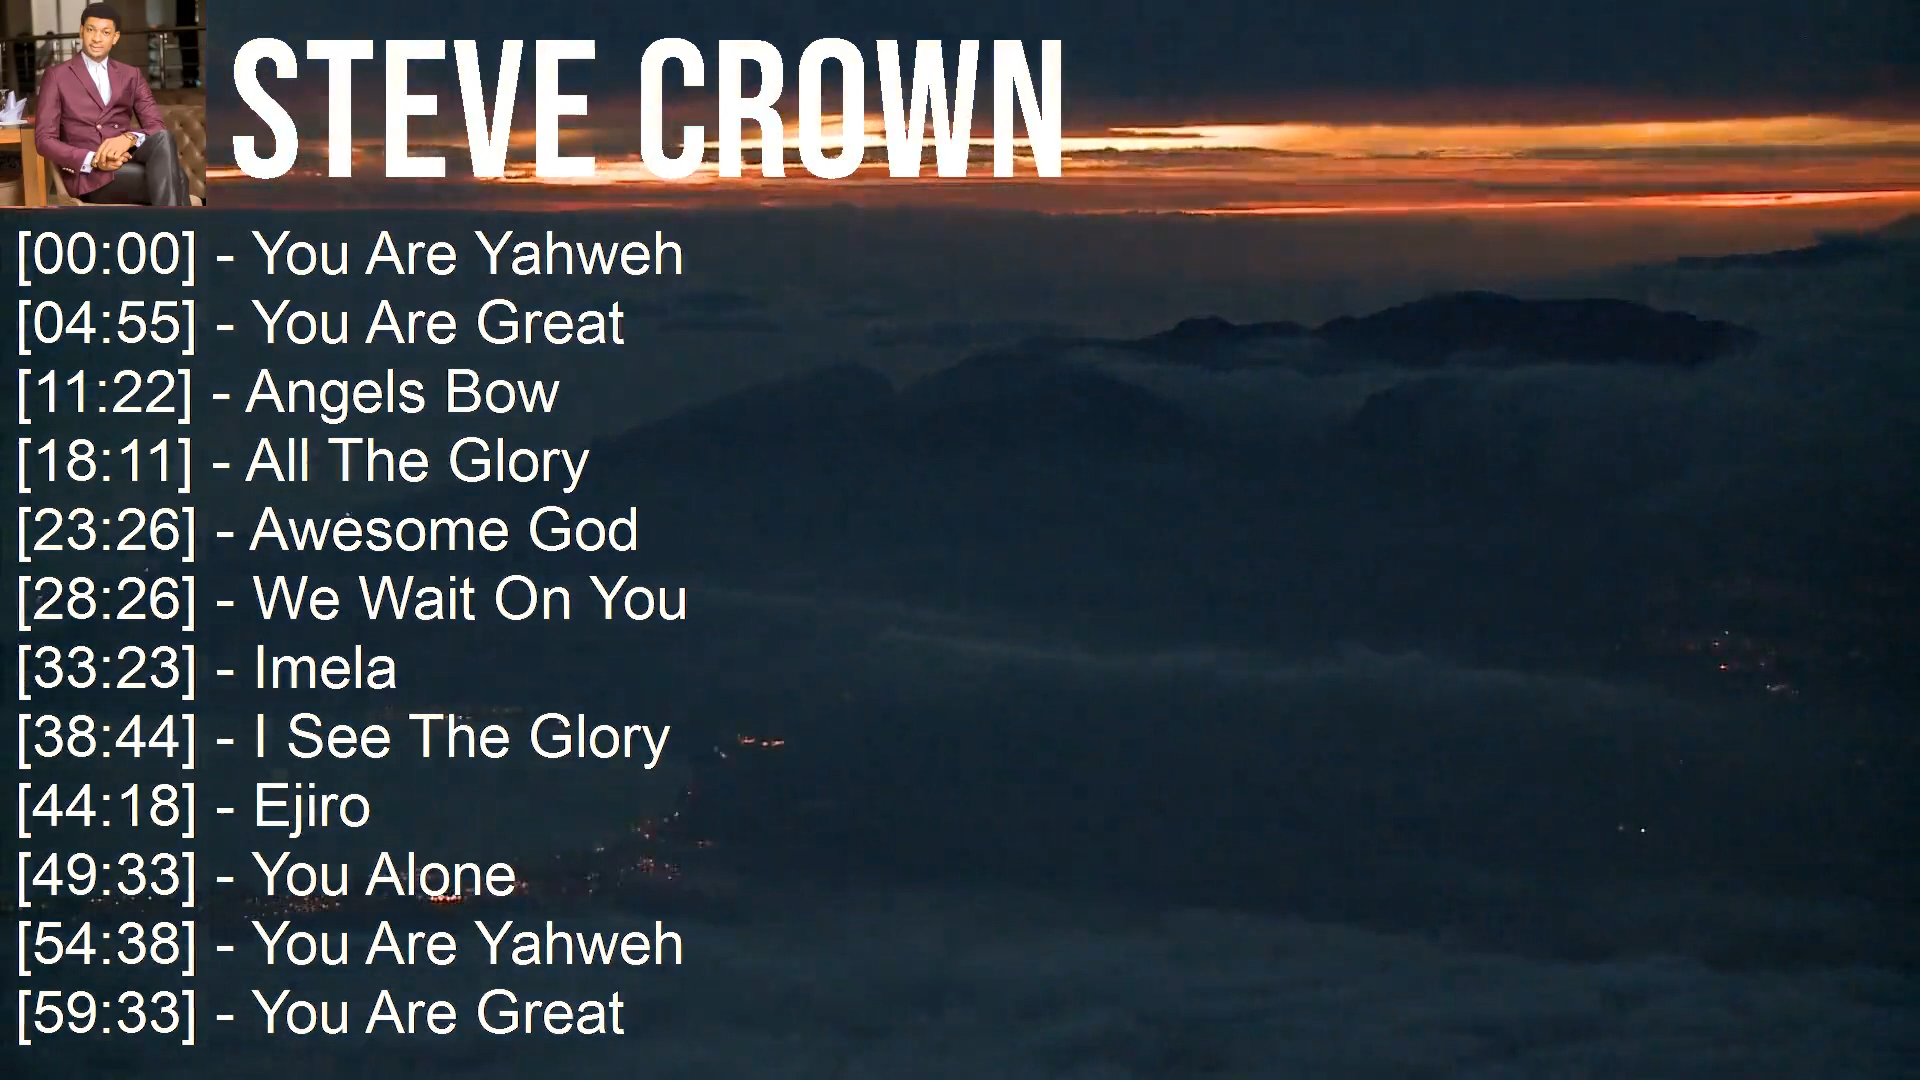 STEVE CROWN
[00:00] - You Are Yahweh
[04:55] - You Are Great
[11:22] - Angels Bow
[18:11] - All The Glory
[23:26] - Awesome God
[28:26] - We Wait On You
[33:23] - Imela
[38:44] - I See The Glory
[44:18] - Ejiro
[49:33] - You Alone
[54:38] - You Are Yahweh
[59:33] - You Are Great